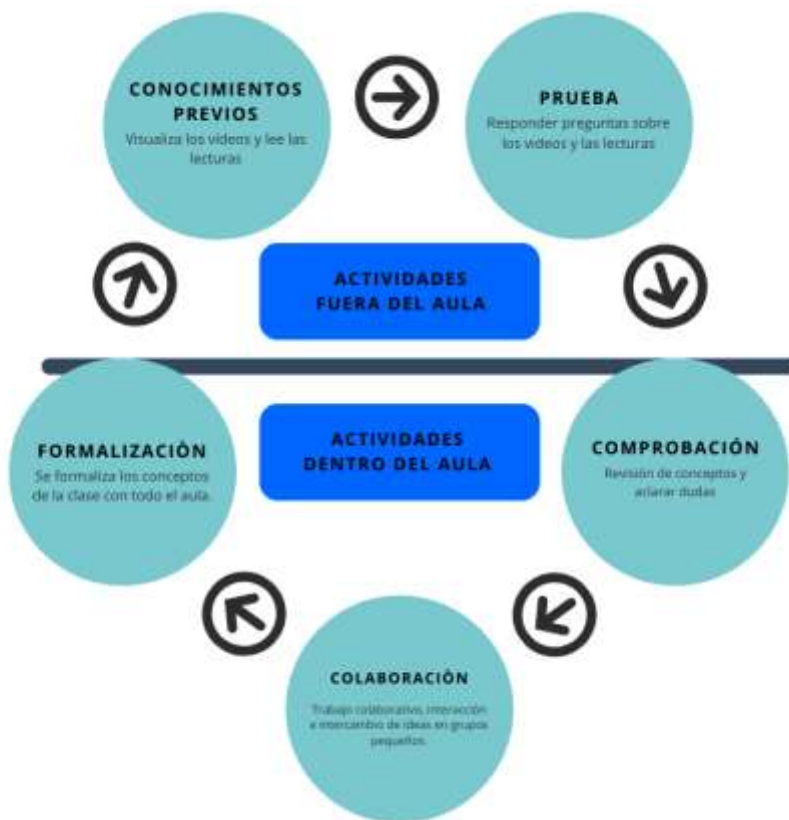 CONOCIMIENTOS
PREVIOS
Visualiza los videos y lee las
lecturas
PRUEBA
Responder preguntas sobre
los videos y las lecturas
ACTIVIDADES
FUERA DEL AULA
ACTIVIDADES
DENTRO DEL AULA
COMPROBACIÓN
Revisión de conceptos y
aclarar dudas
COLABORACIÓN
Trabajo colaborativo, interacción
e intercambio de ideas en grupos
pequeños.
FORMALIZACIÓN
Se formaliza los conceptos
de la clase con todo el aula.